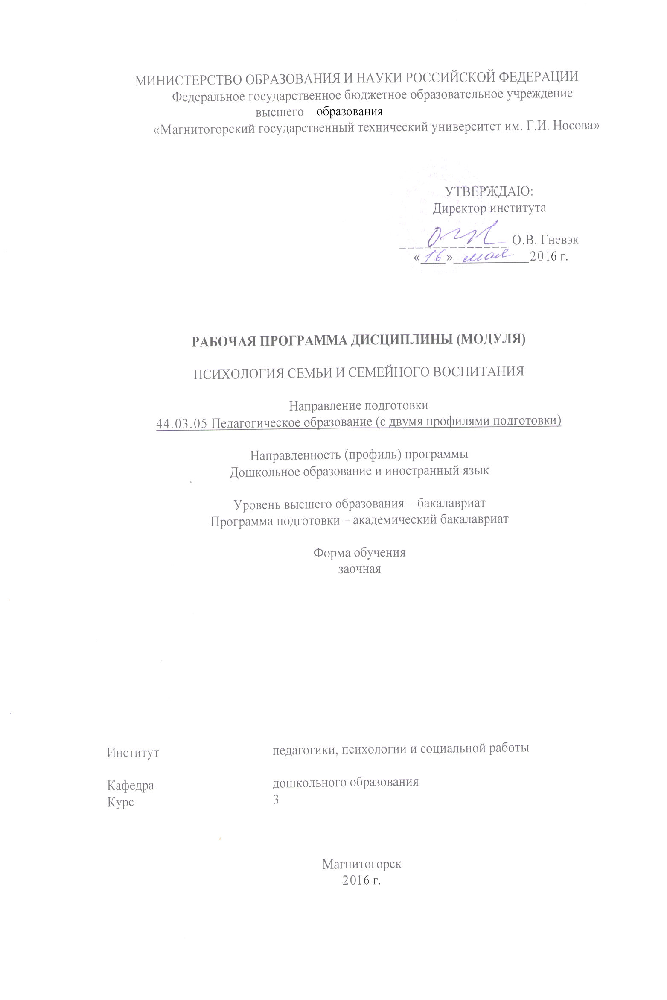 МИНИСТЕРСТВО ОБРАЗОВАНИЯ И НАУКИ РОССИЙСКОЙ ФЕДЕРАЦИИ
Федеральное государственное бюджетное образовательное учреждение
высшего образования
«Магнитогорский государственный технический университет им. Г.И. Носова»
УТВЕРЖДАЮ:
Директор института
О.В. Гневэк
«16» мая 2016 г.
РАБОЧАЯ ПРОГРАММА ДИСЦИПЛИНЫ (МОДУЛЯ)
ПСИХОЛОГИЯ СЕМЬИ И СЕМЕЙНОГО ВОСПИТАНИЯ
Направление подготовки
44.03.05 Педагогическое образование (с двумя профилями подготовки)
Направленность (профиль) программы
Дошкольное образование и иностранный язык
Уровень высшего образования – бакалавриат
Программа подготовки – академический бакалавриат
Форма обучения
заочная
Институт педагогики, психологии и социальной работы
Кафедра дошкольного образования
Курс 3
Магнитогорск
2016 г.